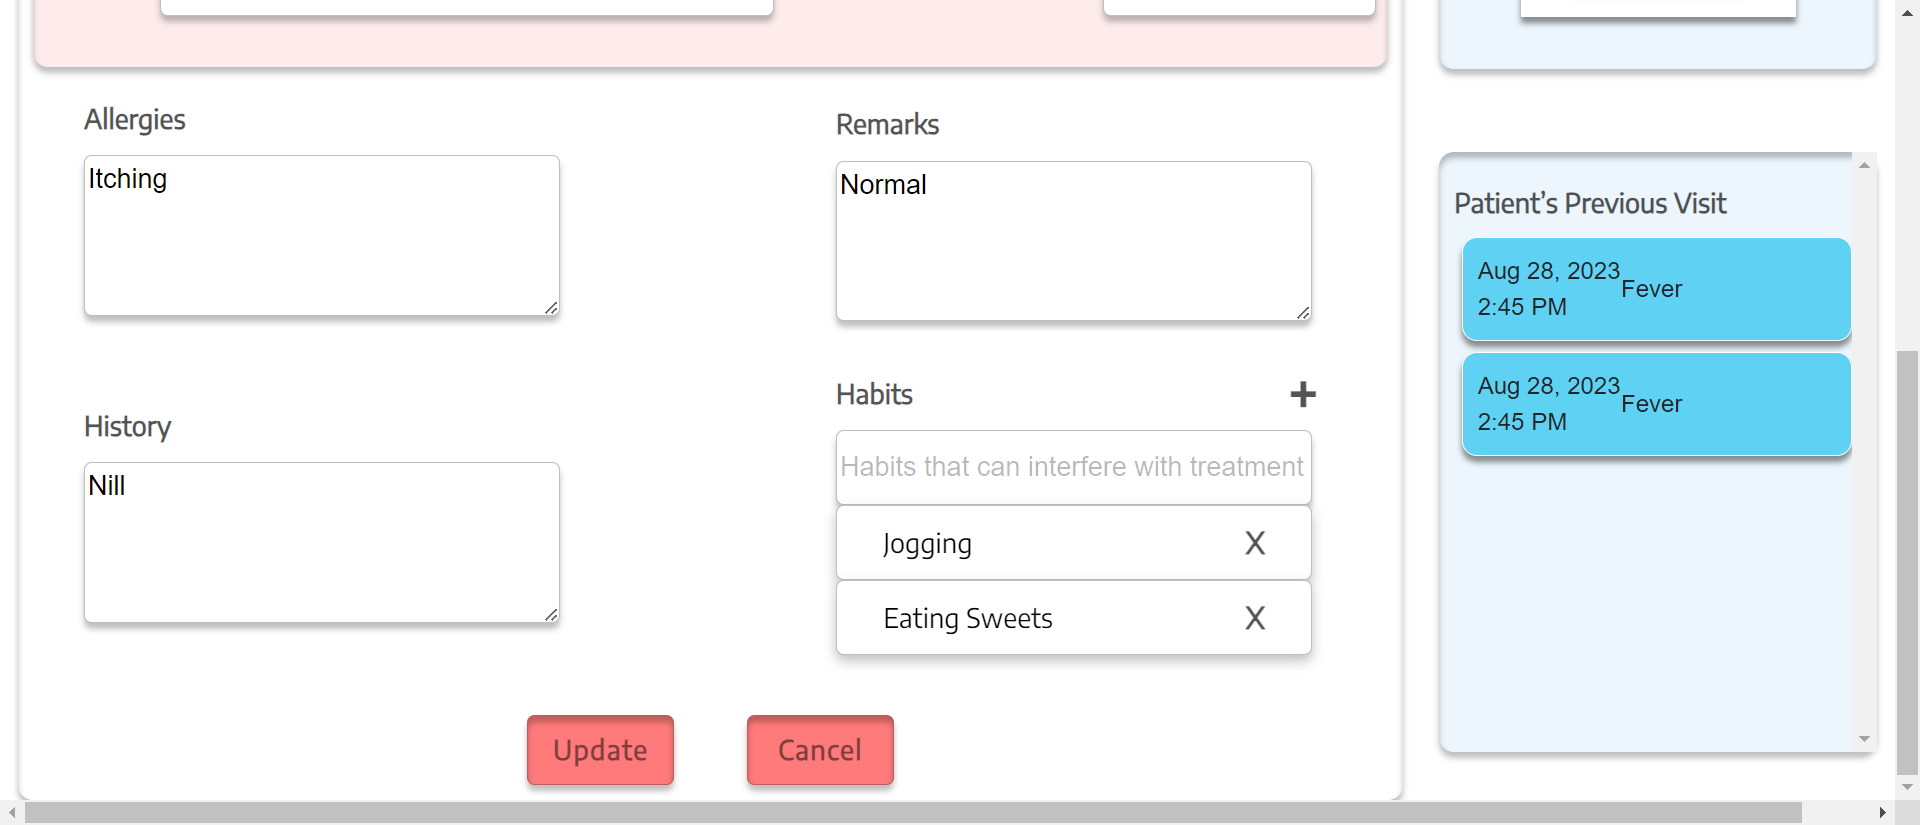 Allergies
Itching
Remarks
Normal
History
Nill
Habits +
Habits that can interfere with treatment
Jogging X
Eating Sweets X
Update Cancel
Patient’s Previous Visit
Aug 28, 2023
2:45 PM
Fever
Aug 28, 2023
2:45 PM
Fever